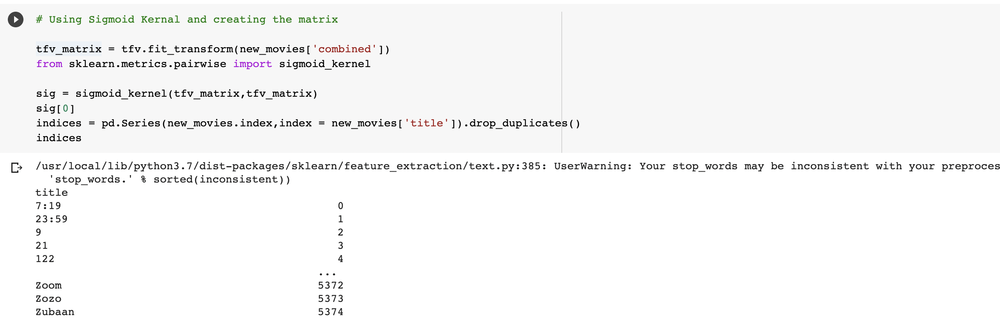 # Using Sigmoid Kernal and creating the matrix
tfv_matrix = tfv.fit_transform(new_movies['combined'])
from sklearn.metrics.pairwise import sigmoid_kernel
sig = sigmoid_kernel(tfv_matrix,tfv_matrix)
sig[0]
indices = pd.Series(new_movies.index,index = new_movies['title']).drop_duplicates()
indices
/usr/local/lib/python3.7/dist-packages/sklearn/feature_extraction/text.py:385: UserWarning: Your stop_words may be inconsistent with your preproces
'stop_words.' % sorted(inconsistent))
title
7:19 0
23:59 1
9 2
21 3
122 4
...
Zoom 5372
Zozo 5373
Zubaan 5374